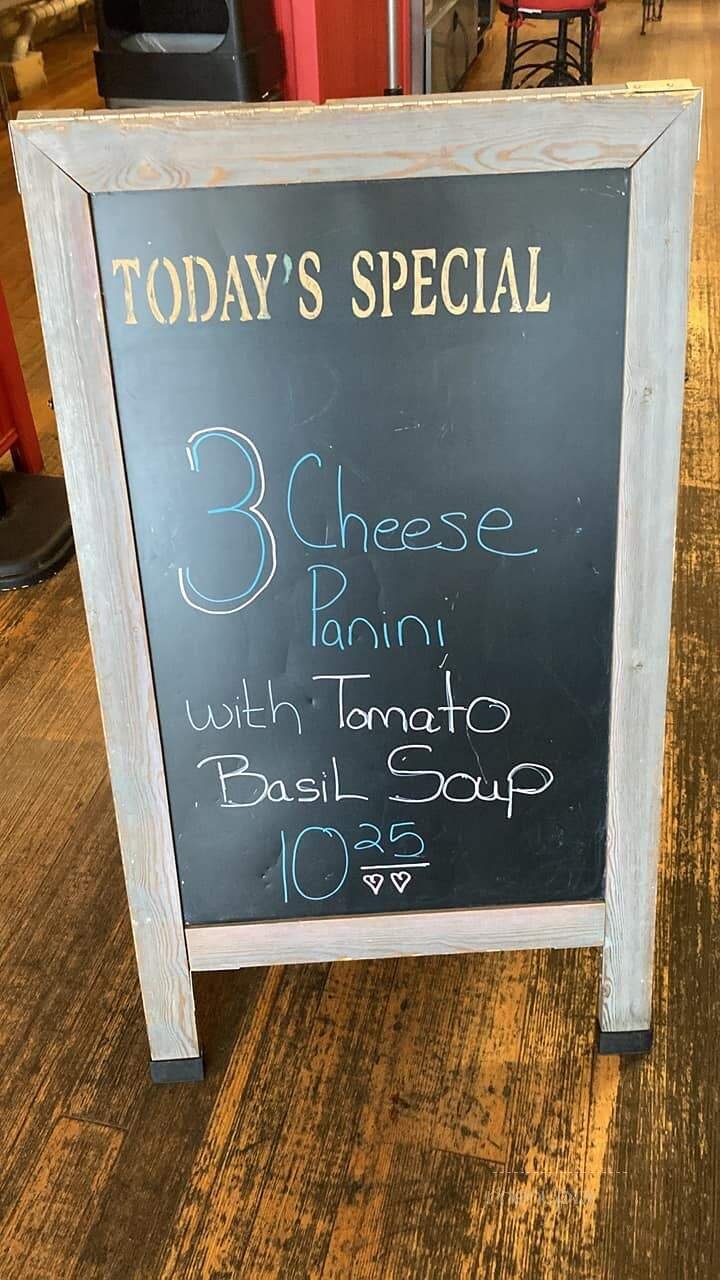 TODAY'S SPECIAL
3 Cheese
Panini
with Tomato
Basil Soup
10 25